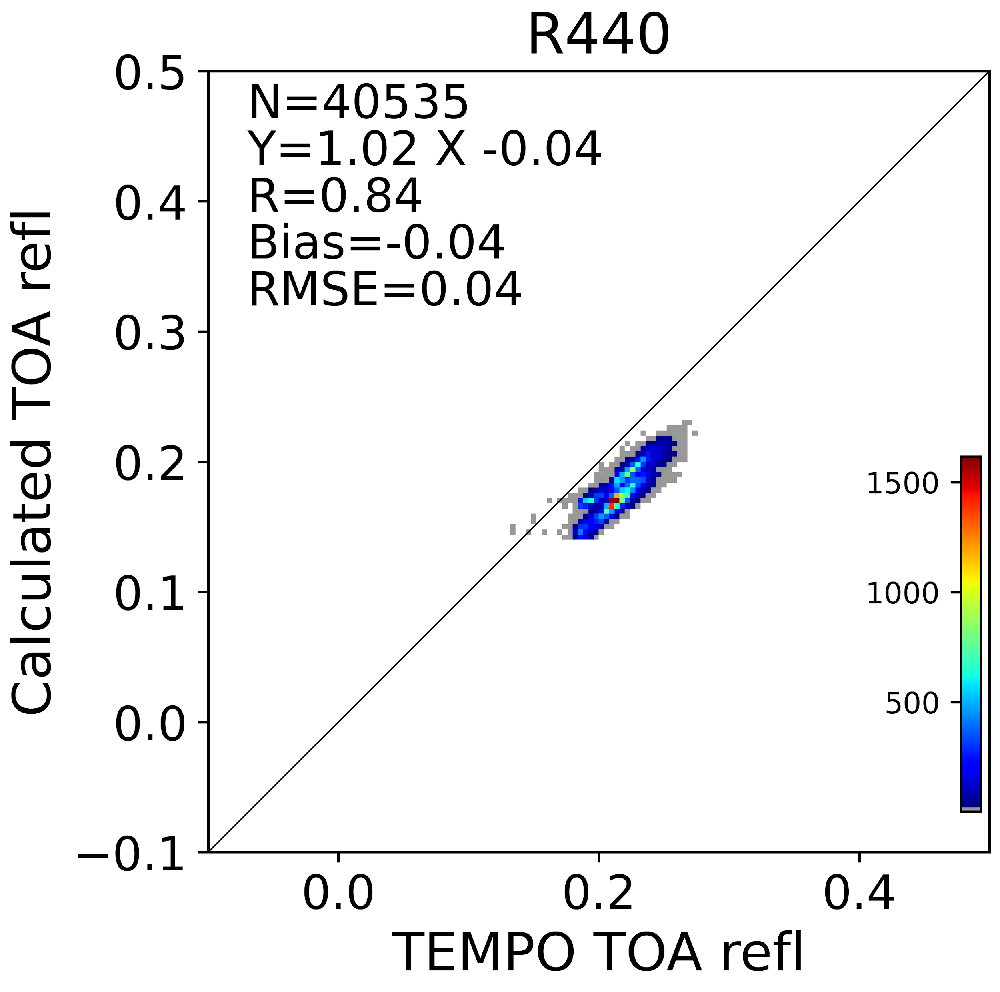 R440
N=40535
Y=1.02 X -0.04
R=0.84
Bias=-0.04
RMSE=0.04
Calculated TOA refl
0.5
0.4
0.3
0.2
0.1
0.0
−0.1
1500
1000
500
0.0 0.2 0.4
TEMPO TOA refl